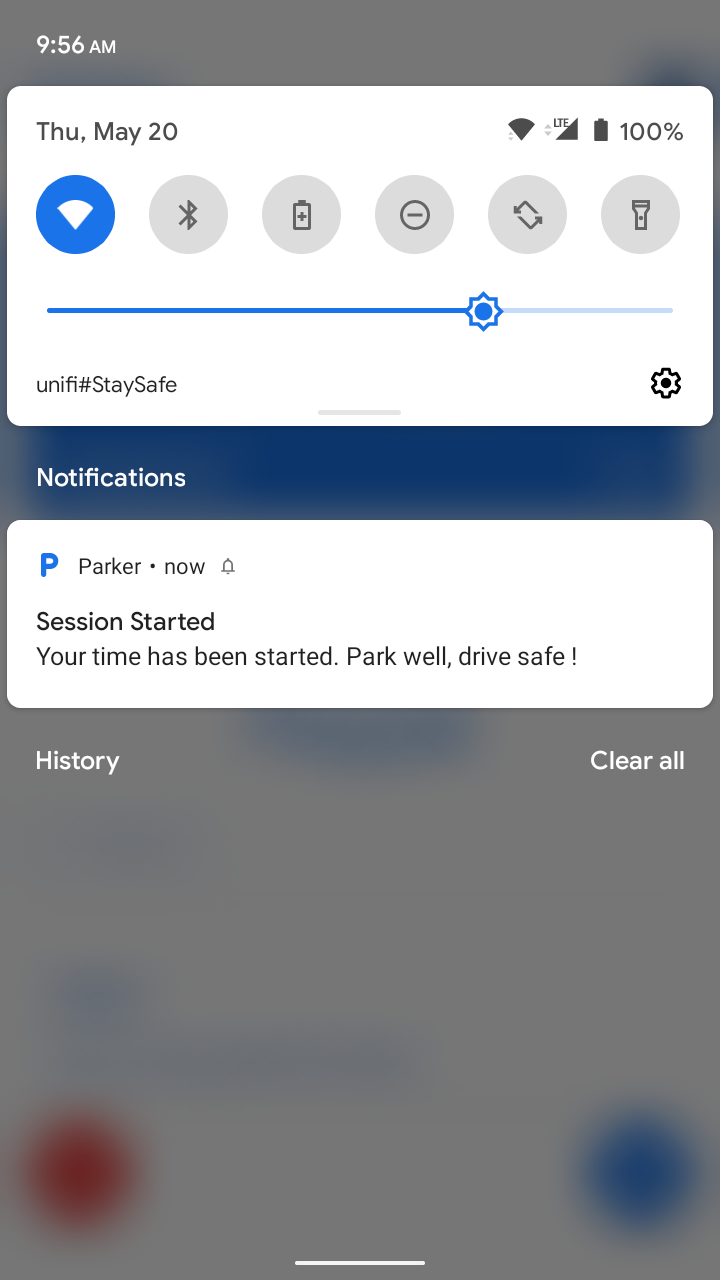 9:56 AM
Thu, May 20
LTE
100%
unifi#StaySafe
Notifications
P Parker • now
Session Started
Your time has been started. Park well, drive safe !
History
Clear all